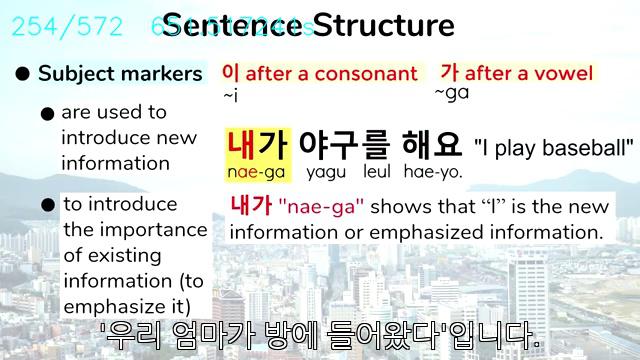 254/572
Sentence Structure
● Subject markers
이 after a consonant
~i
가 after a vowel
~ga
● are used to
introduce new
information
내가 야구를 해요 "I play baseball"
nae-ga yagu leul hae-yo.
● to introduce
the importance
of existing
information (to
emphasize it)
내가 "nae-ga" shows that “I” is the new
information or emphasized information.
'우리 엄마가 방에 들어왔다'입니다.